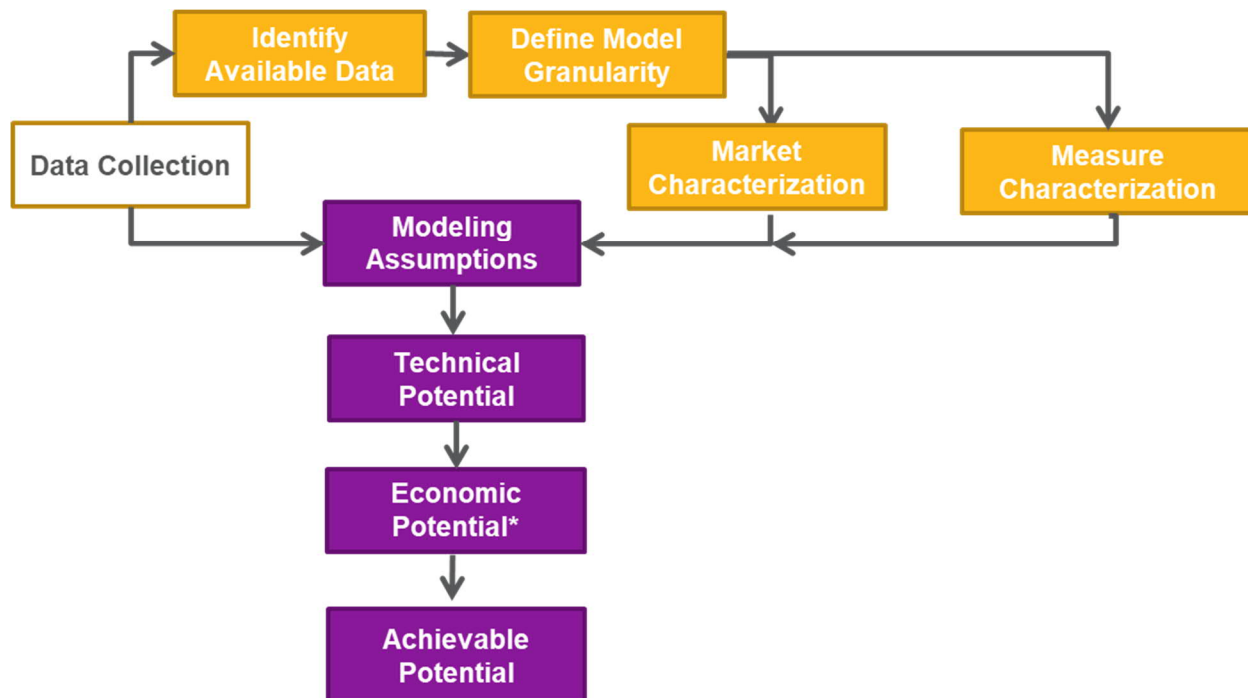 Identify
Available Data
Define Model
Granularity
Data Collection
Market
Characterization
Measure
Characterization
Modeling
Assumptions
Technical
Potential
Economic
Potential*
Achievable
Potential